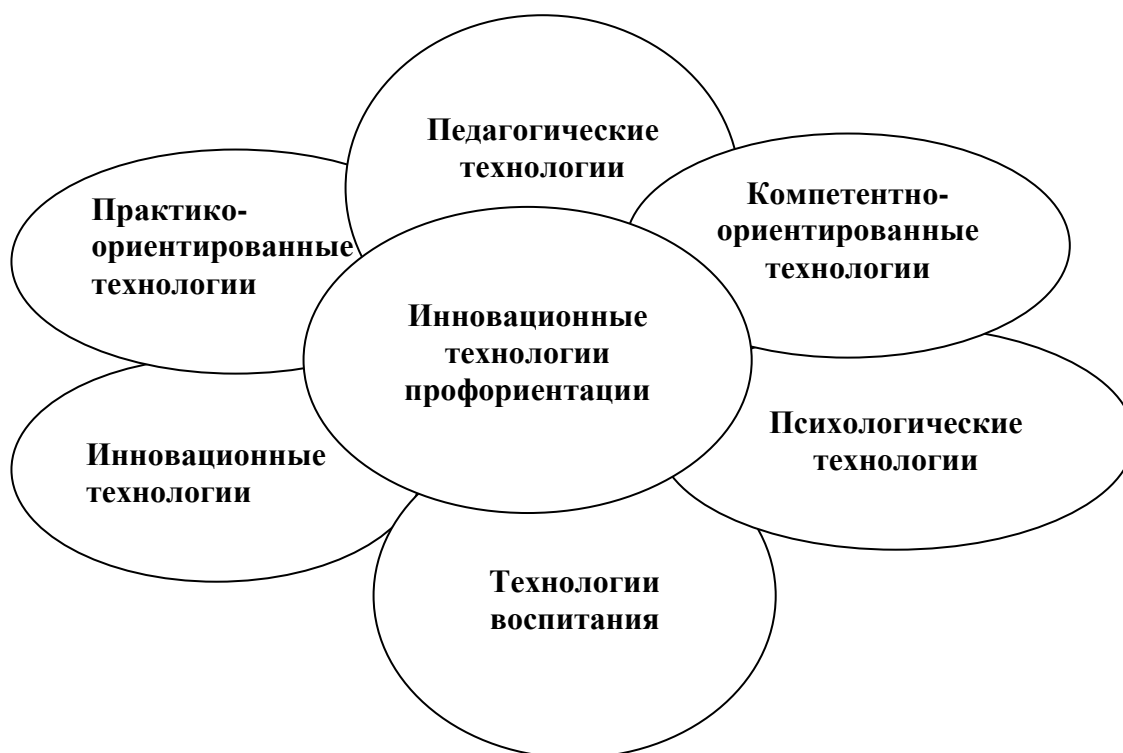 Педагогические
технологии
Практико-
ориентированные
технологии
Компетентно-
ориентированные
технологии
Инновационные
технологии
профориентации
Инновационные
технологии
Психологические
технологии
Технологии
воспитания